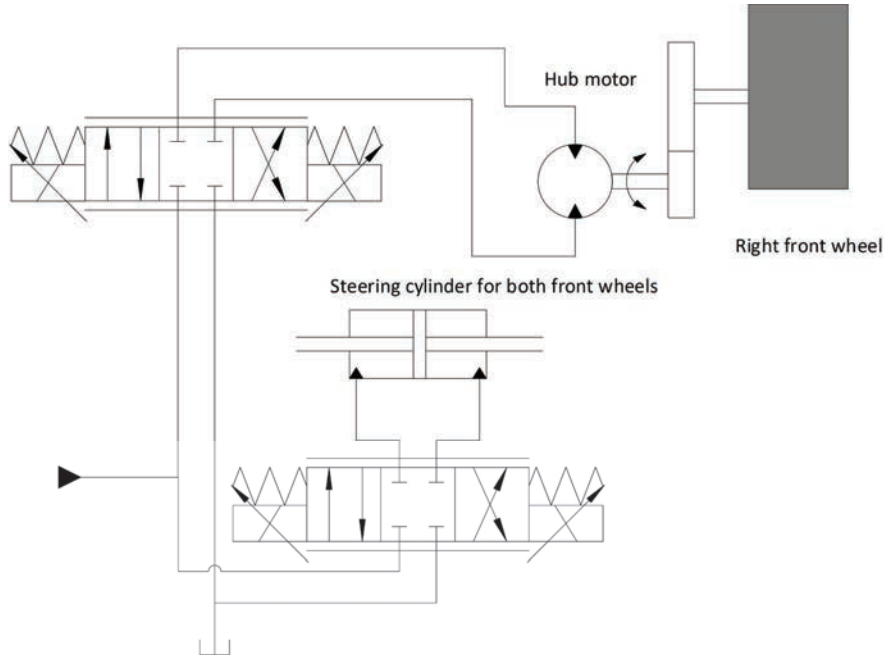 Hub motor
Right front wheel
Steering cylinder for both front wheels